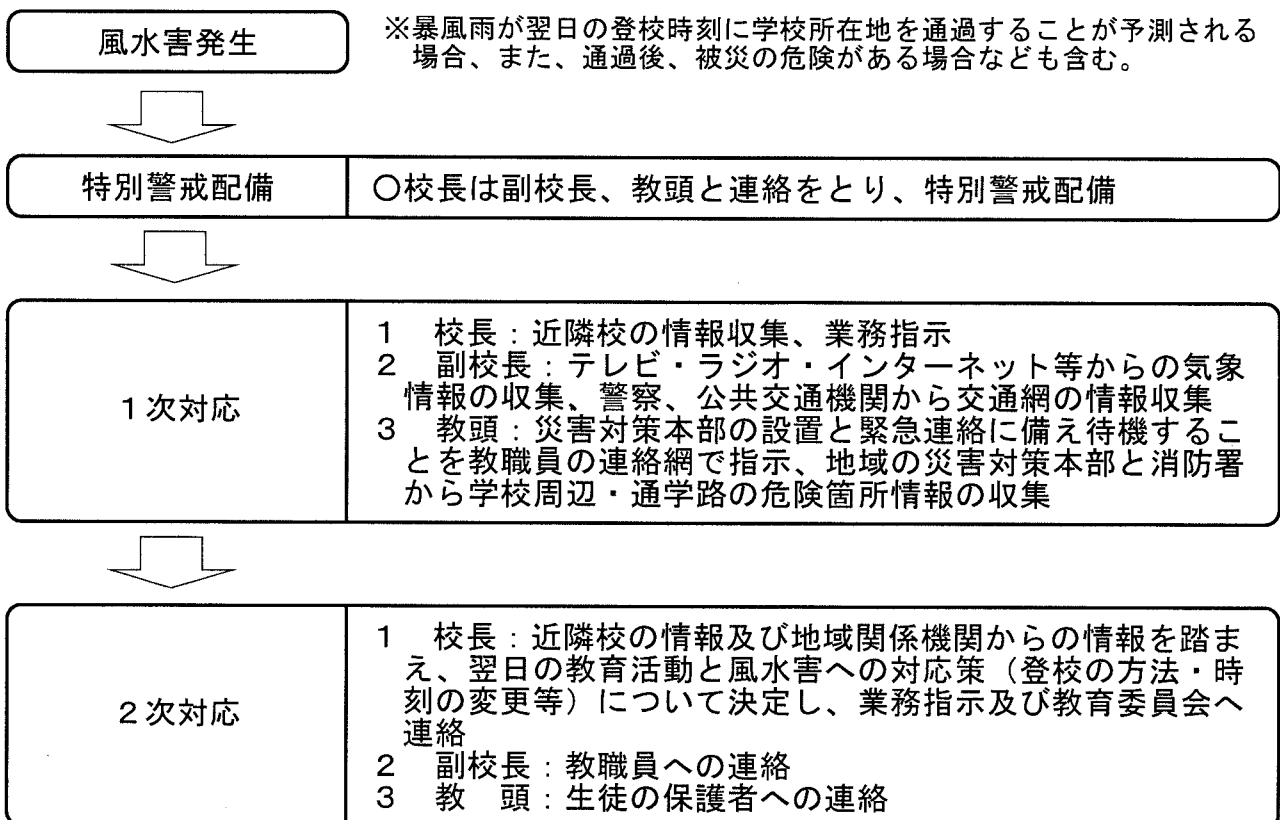 風水害発生
※暴風雨が翌日の登校時刻に学校所在地を通過することが予測される
場合、また、通過後、被災の危険がある場合なども含む。
特別警戒配備
○校長は副校長、教頭と連絡をとり、特別警戒配備
1次対応
1 校長：近隣校の情報収集、業務指示
2 副校長：テレビ・ラジオ・インターネット等からの気象
情報の収集、警察、公共交通機関から交通網の情報収集
3 教頭：災害対策本部の設置と緊急連絡に備え待機するこ
とを教職員の連絡網で指示、地域の災害対策本部と消防署
から学校周辺・通学路の危険箇所情報の収集
2次対応
1 校長：近隣校の情報及び地域関係機関からの情報を踏ま
え、翌日の教育活動と風水害への対応策（登校の方法・時
刻の変更等）について決定し、業務指示及び教育委員会へ
連絡
2 副校長：教職員への連絡
3 教　頭：生徒の保護者への連絡